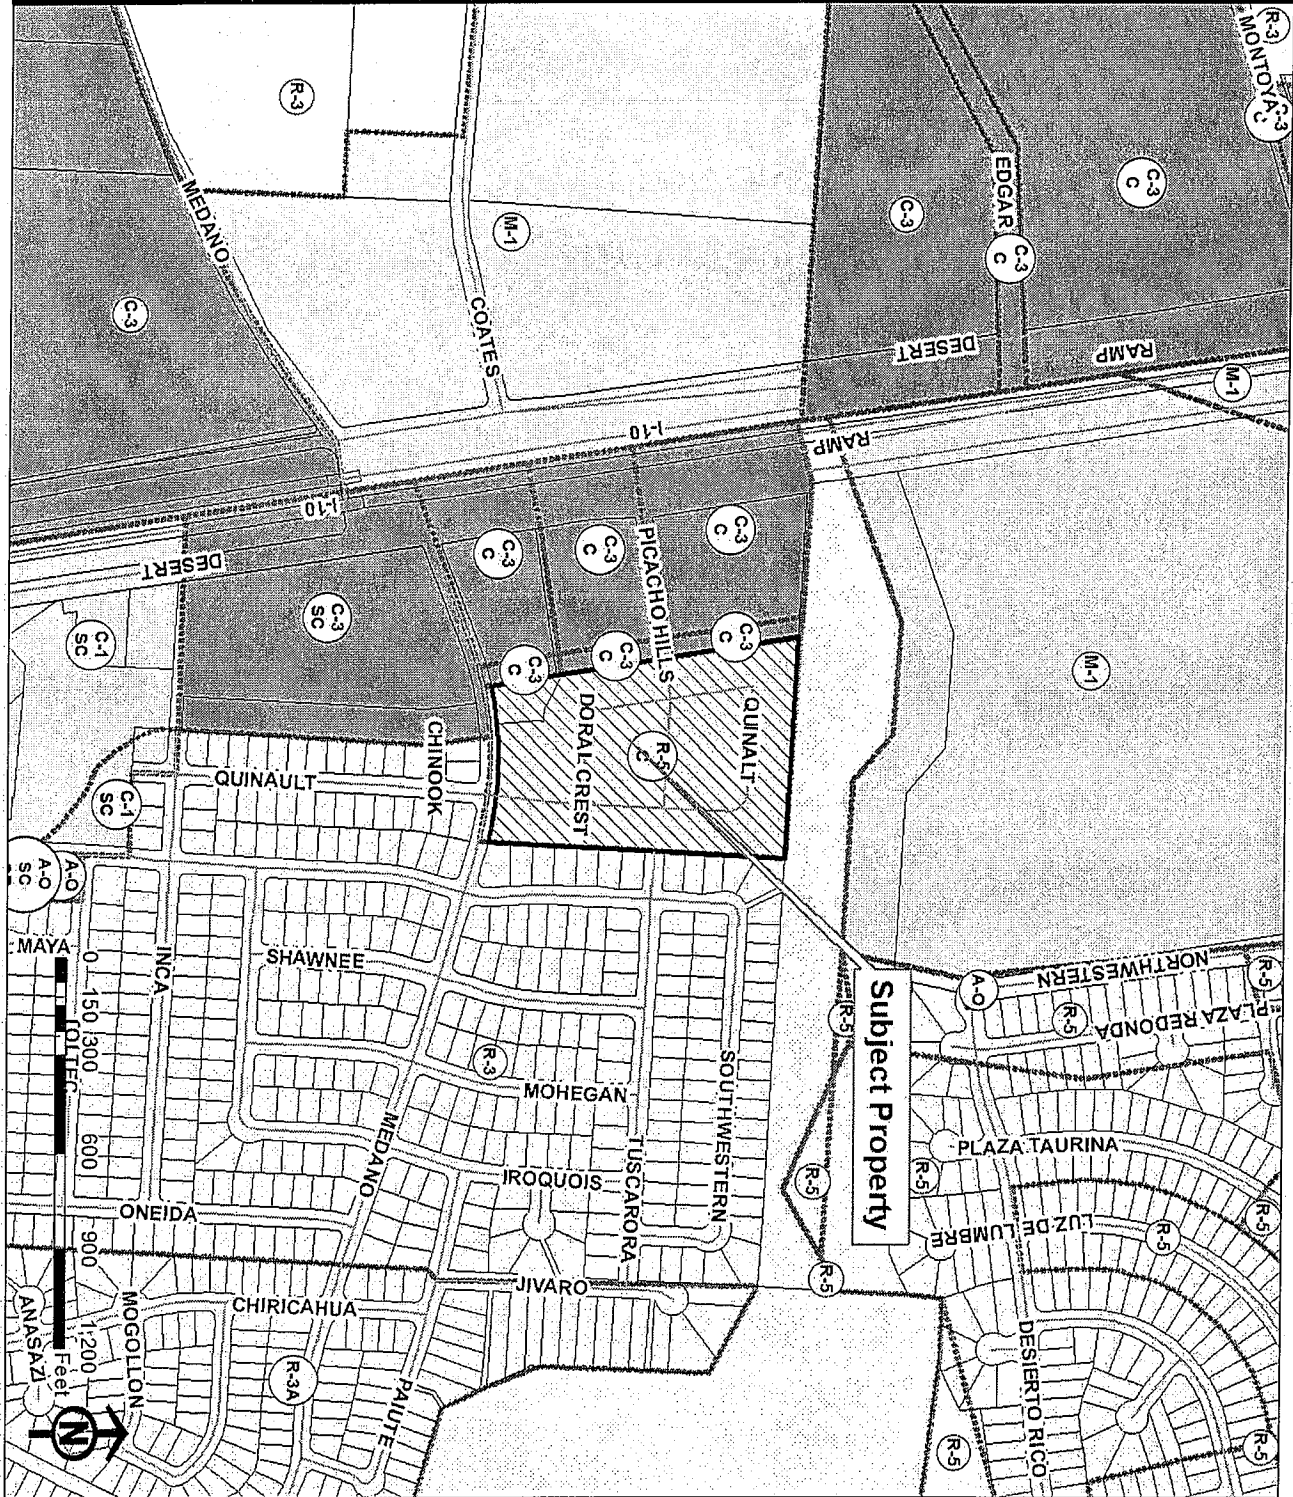 R-3
MONTOYA
C-3
C
R-3
C-3
C
EDGAR
C-3
C-3
C
MEDANO
M-1
C-3
COATES
DESERT
RAMP
M-1
I-10
RAMP
I-10
DESERT
C-3
C
C-3
C
C-3
C
PICACHO HILLS
C-3
SC
C-1
SC
C-3
C
C-3
C
C-3
C
M-1
DORAL CREST
QUINALT
R-5
C
CHINOOK
QUINAULT
C-1
SC
A-O
A-O
SC
MAYA
INCA
SHAWNEE
Subject Property
NORTHWESTERN
R-5
A-O
R-5
PLAZA REDONDA
R-5
R-3
MOHEGAN
SOUTHWESTERN
TOLTEC
MEDANO
TUSCARORA
IROQUOIS
PLAZA TAURINA
R-5
R-5
R-5
LUZ DE LUMBRE
R-5
ONEIDA
JIVARO
R-5
DESIERTO RICO
CHIRICAHUA
MOGOLLON
ANASAZI
R-3A
PAIUTE
R-5
R-5
0 150 300 600 900 1,200
Feet
N